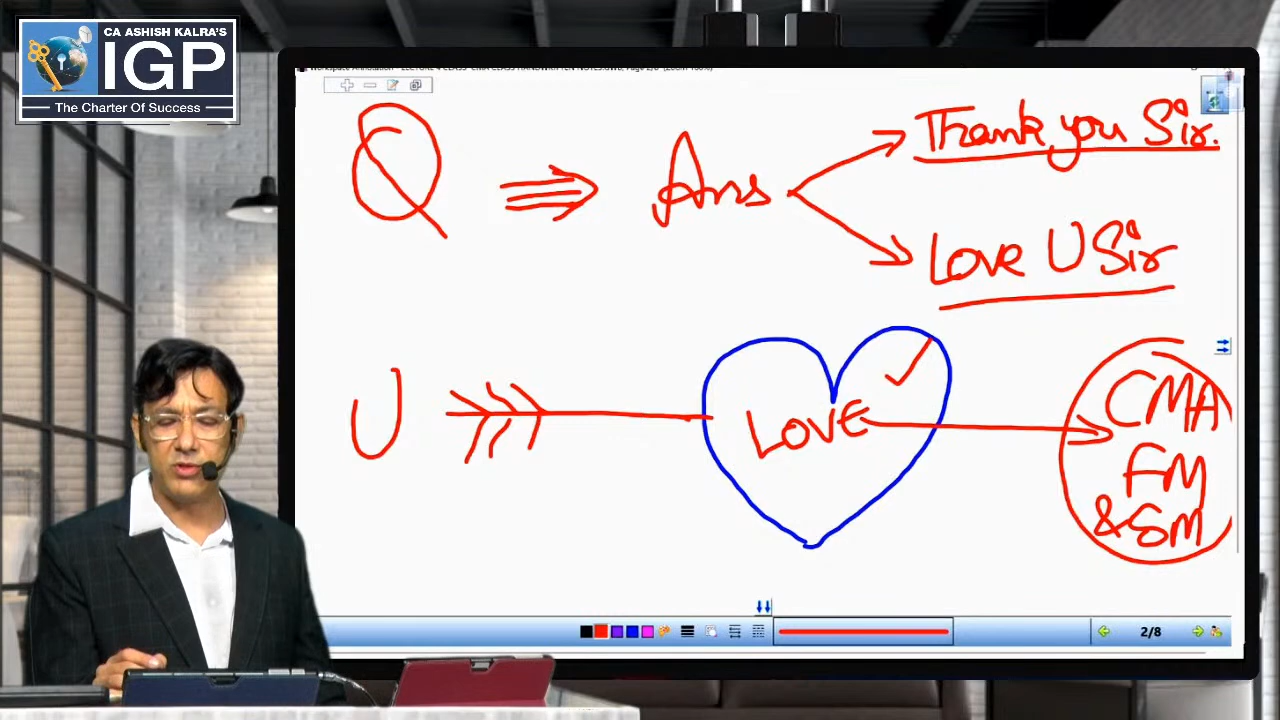 CA ASHISH KALRA'S
IGP
The Charter Of Success
Q ⇒ Ans
Thank you Sir.
Love U Sir
U
LOVE
CMA
FM
& SM
2/8